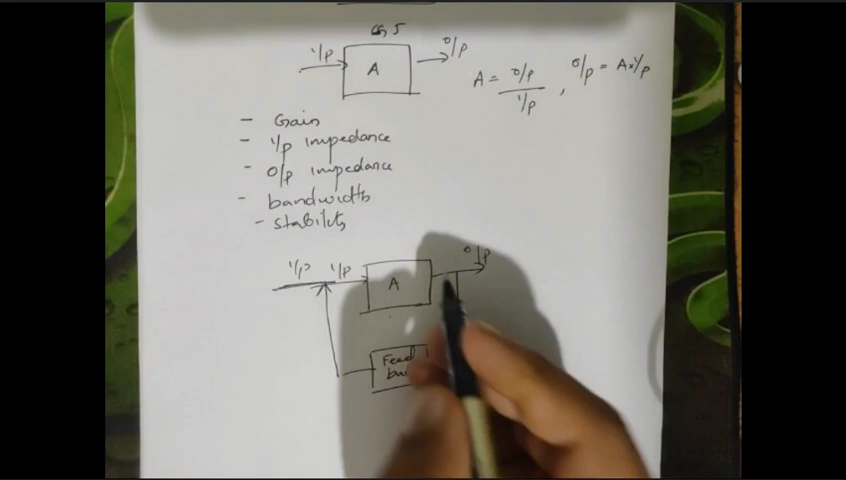 i/p A o/p
A = o/p / i/p , o/p = A×i/p
- Gain
- i/p impedance
- o/p impedance
- bandwidth
- stability
i/p i/p A o/p
Feed